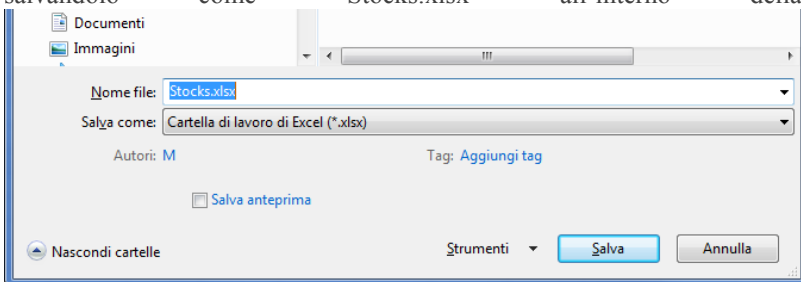 salvandolo come Stocks.xlsx all'interno della
Documenti
Immagini
Nome file: Stocks.xlsx
Salva come: Cartella di lavoro di Excel (*.xlsx)
Autori: M Tag: Aggiungi tag
Salva anteprima
Nascondi cartelle Strumenti Salva Annulla